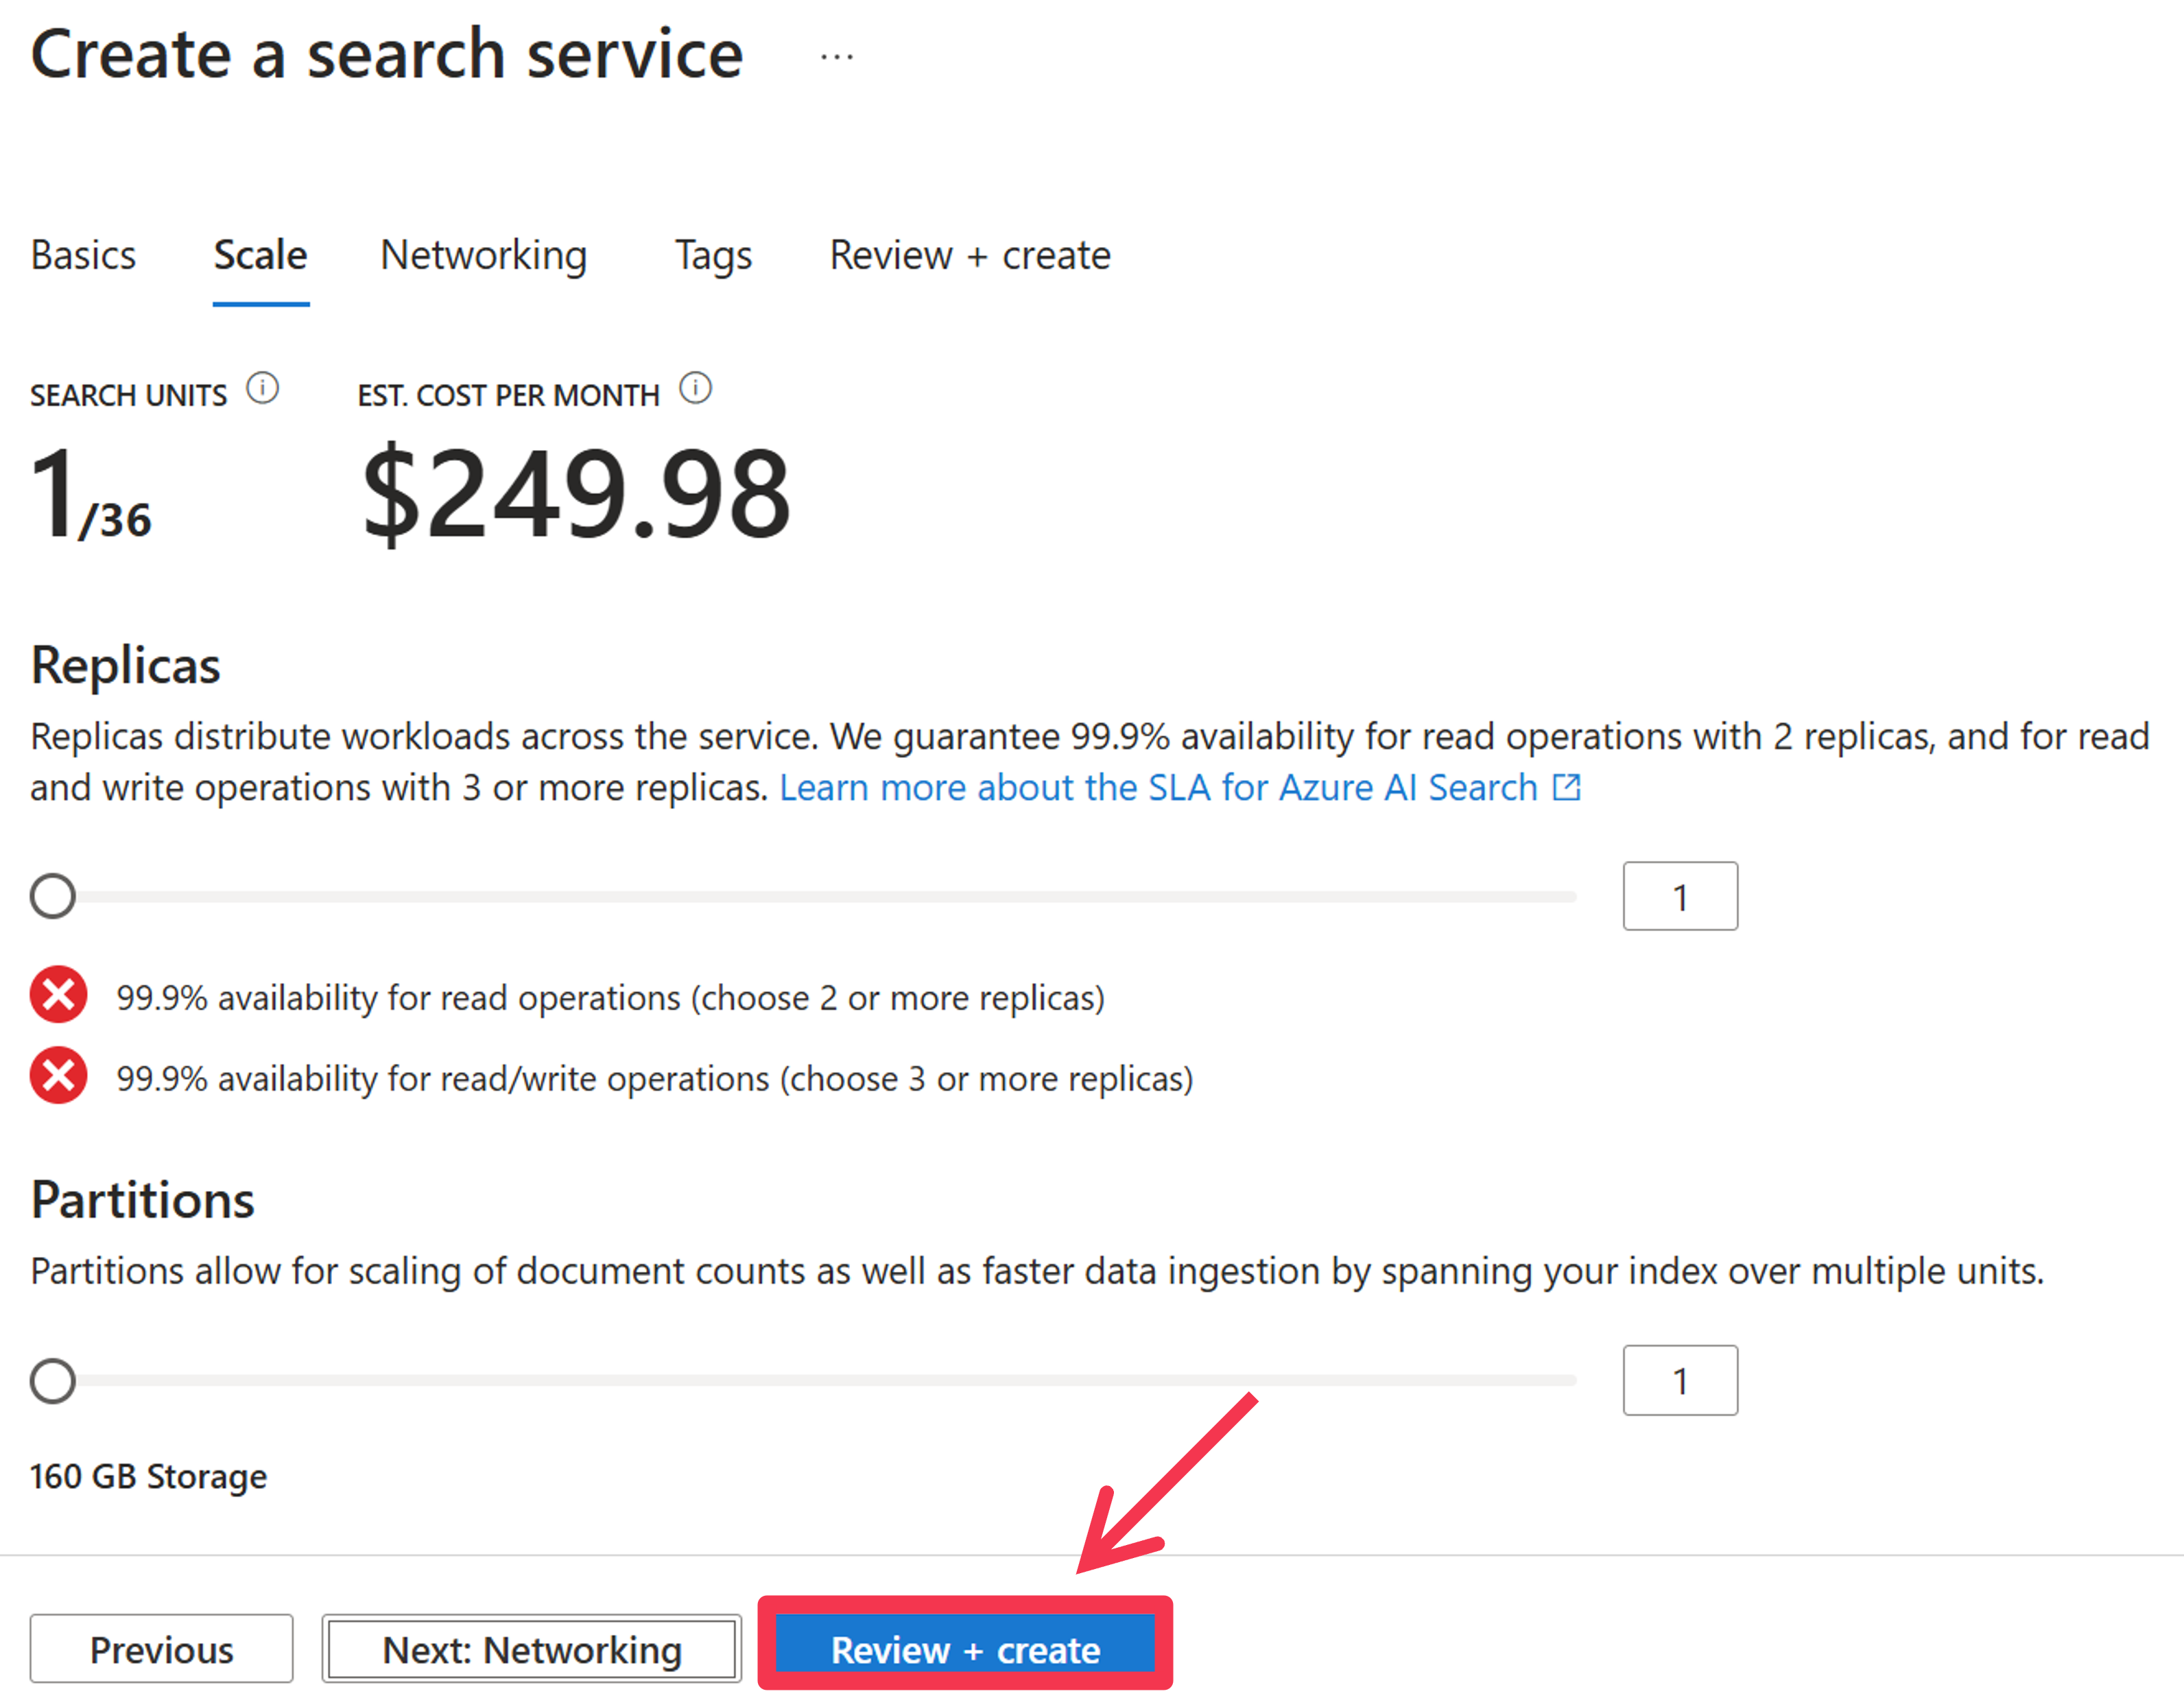 Create a search service ...
Basics Scale Networking Tags Review + create
SEARCH UNITS EST. COST PER MONTH
1/36 $249.98
Replicas
Replicas distribute workloads across the service. We guarantee 99.9% availability for read operations with 2 replicas, and for read
and write operations with 3 or more replicas. Learn more about the SLA for Azure AI Search
1
99.9% availability for read operations (choose 2 or more replicas)
99.9% availability for read/write operations (choose 3 or more replicas)
Partitions
Partitions allow for scaling of document counts as well as faster data ingestion by spanning your index over multiple units.
1
160 GB Storage
Previous Next: Networking Review + create